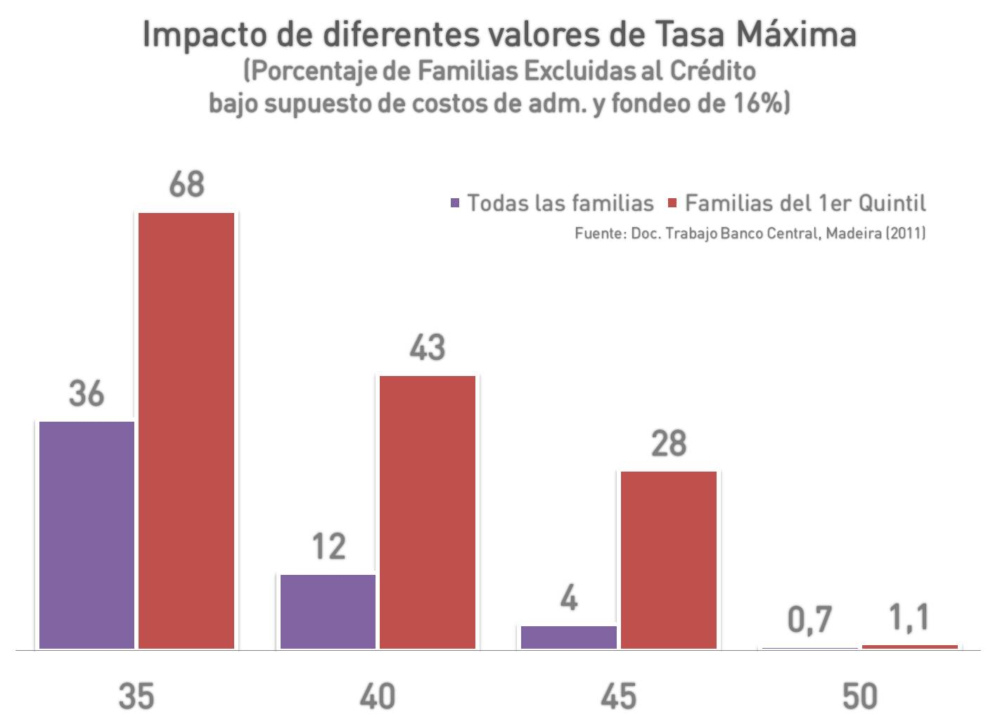 Impacto de diferentes valores de Tasa Máxima
(Porcentaje de Familias Excluidas al Crédito
bajo supuesto de costos de adm. y fondeo de 16%)
Todas las familias Familias del 1er Quintil
Fuente: Doc. Trabajo Banco Central, Madeira (2011)
68
36
43
12
28
4
0,7
1,1
35 40 45 50